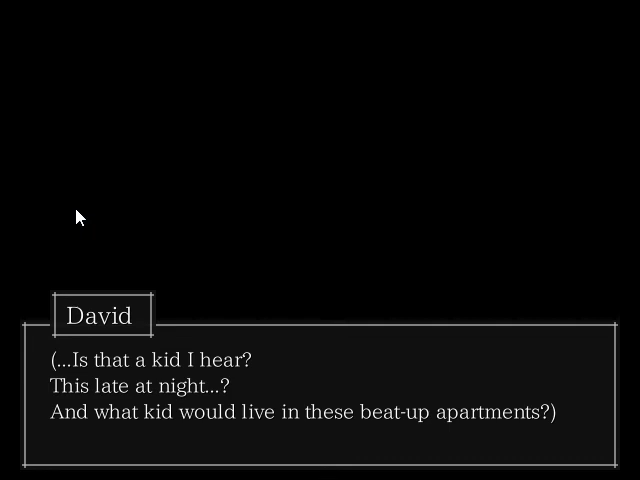 David
(...Is that a kid I hear?
This late at night...?
And what kid would live in these beat-up apartments?)